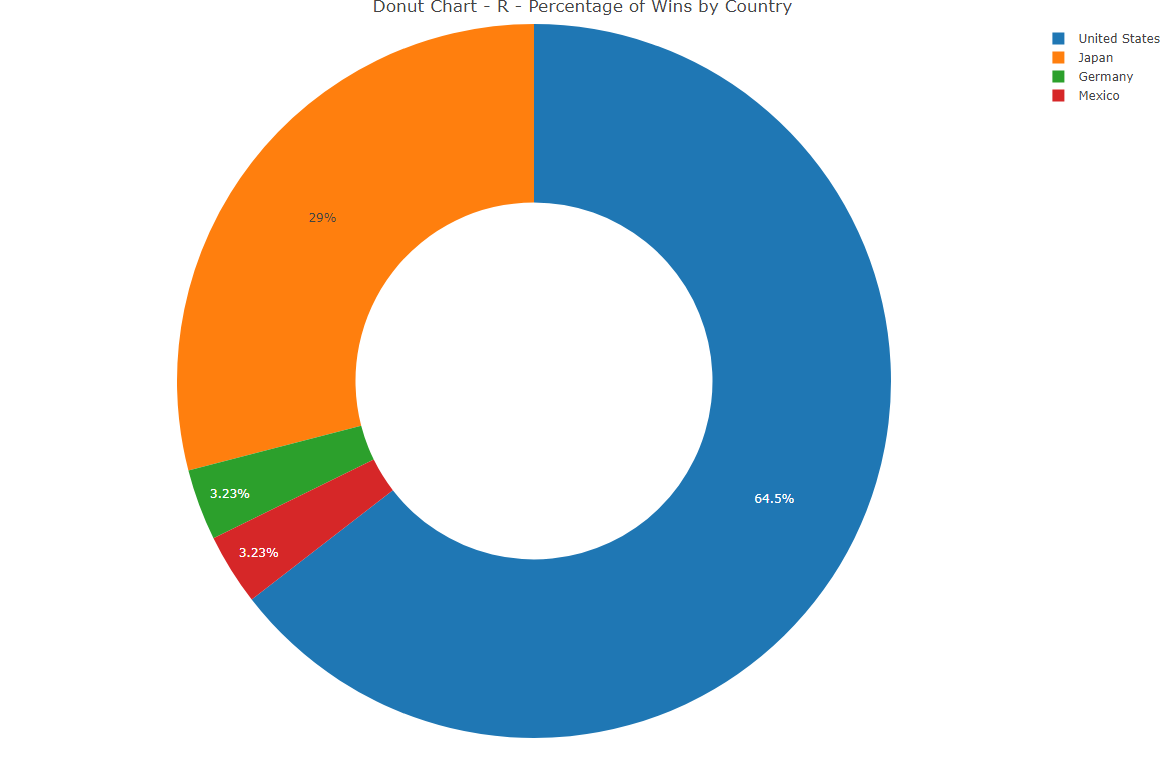 Donut Chart - R - Percentage of Wins by Country
United States
Japan
Germany
Mexico
29%
3.23%
64.5%
3.23%